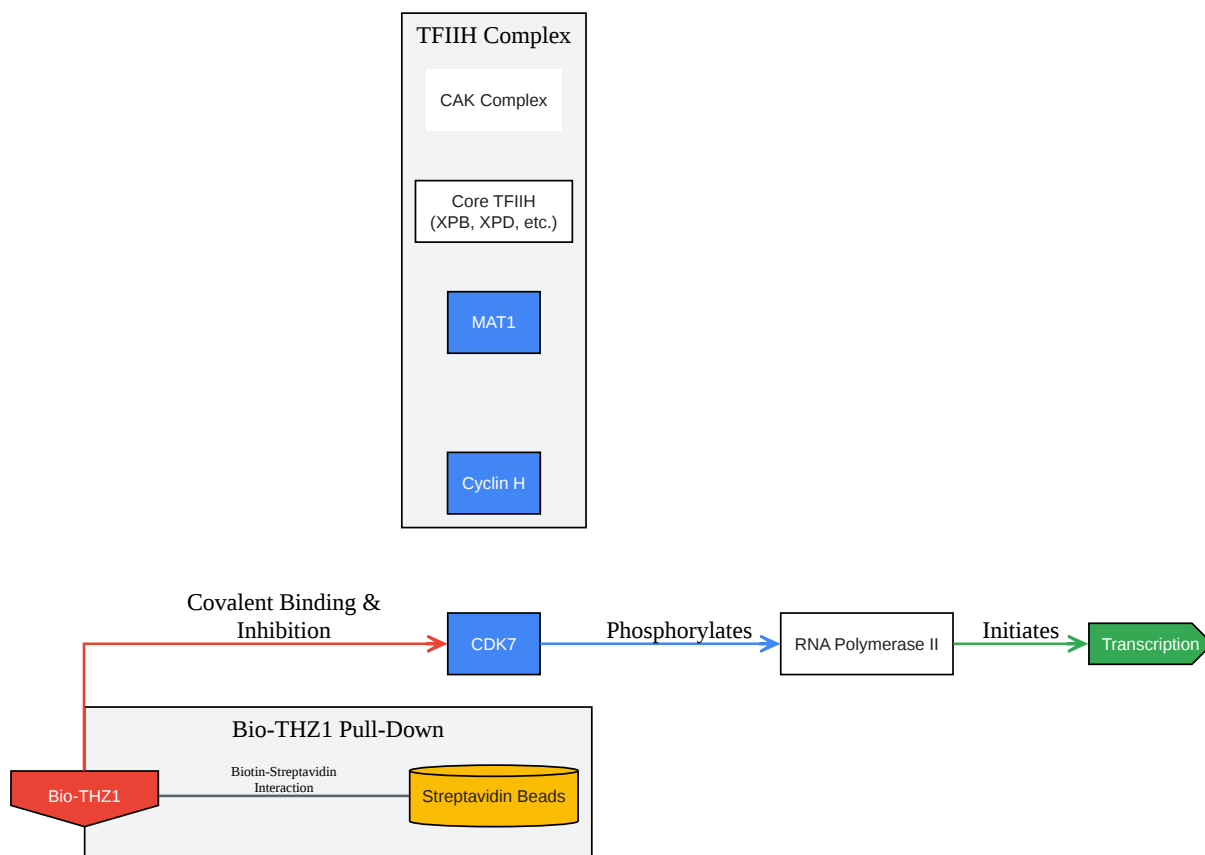 TFIIH Complex
CAK Complex
Core TFIIH
(XPB, XPD, etc.)
MAT1
Cyclin H
Covalent Binding &
Inhibition
CDK7
Phosphorylates
RNA Polymerase II
Initiates
Transcription
Bio-THZ1 Pull-Down
Bio-THZ1
Biotin-Streptavidin
Interaction
Streptavidin Beads